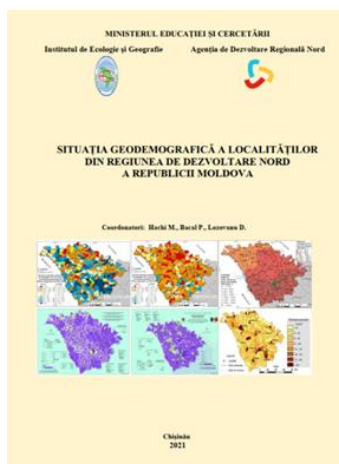 MINISTERUL EDUCAȚIEI ȘI CERCETĂRII
Institutul de Ecologie și Geografie
Agenția de Dezvoltare Regională Nord
SITUAȚIA GEODEMOGRAFICĂ A LOCALITĂȚILOR
DIN REGIUNEA DE DEZVOLTARE NORD
A REPUBLICII MOLDOVA
Coordonatori: Hachi M., Bacal P., Lozovanu D.
Chișinău
2021